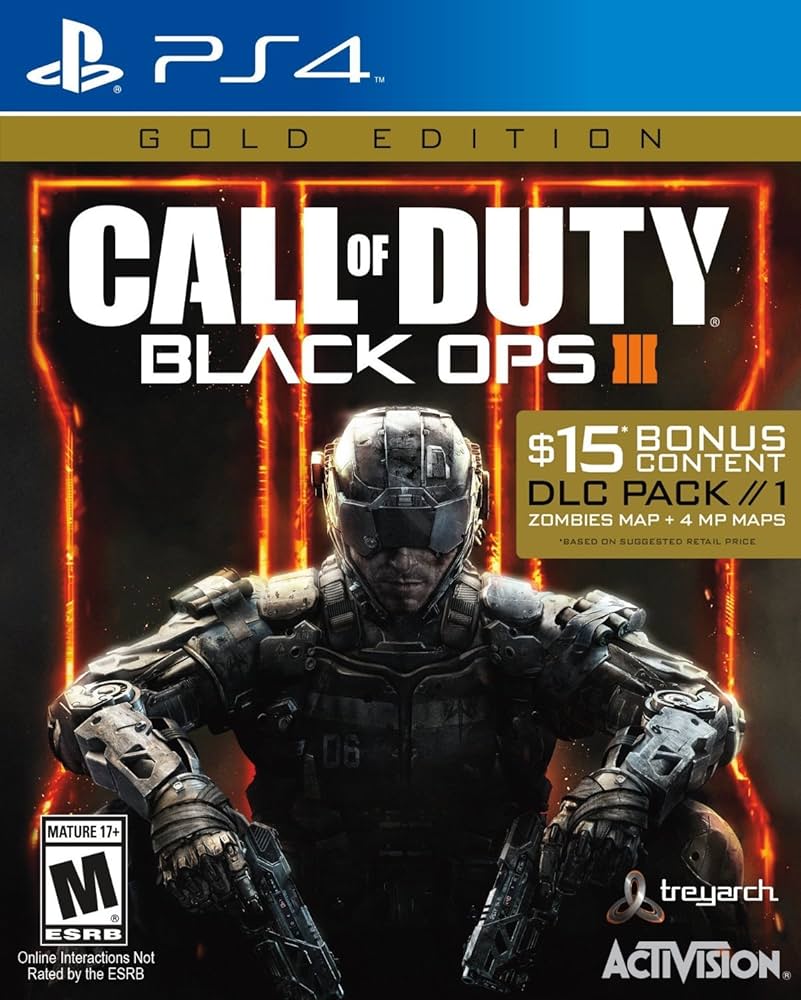 PS4™
GOLD EDITION
CALL OF DUTY®
BLACK OPS III
$15* BONUS
CONTENT
DLC PACK // 1
ZOMBIES MAP + 4 MP MAPS
*BASED ON SUGGESTED RETAIL PRICE
06
MATURE 17+
M®
ESRB
Online Interactions Not
Rated by the ESRB
treyarch
ACTIVISION®